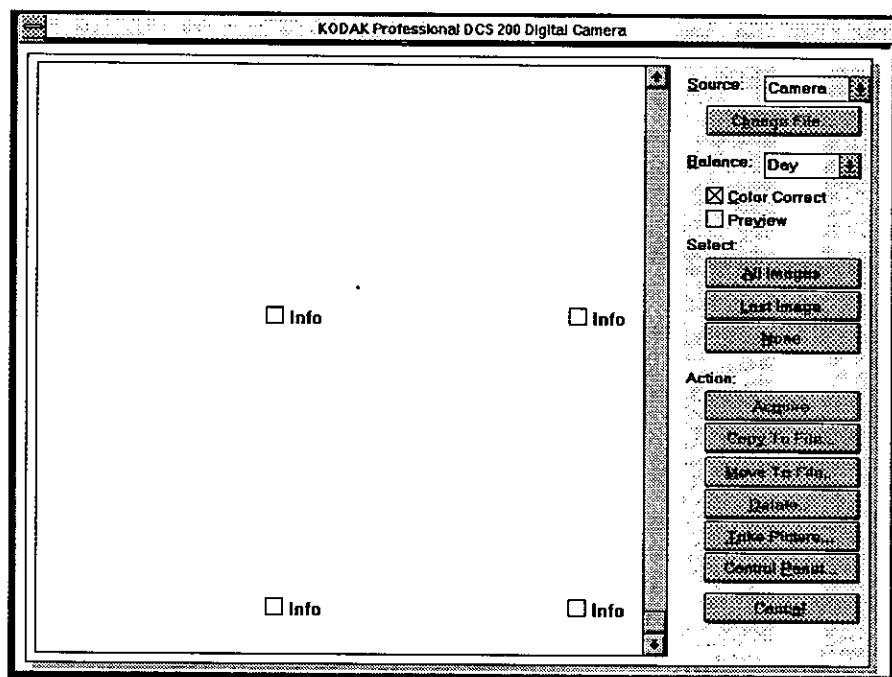 KODAK Professional DCS 200 Digital Camera
Source: Camera
Change File...
Balance: Day
Color Correct
Preview
Select:
All Images
Last Image
None
Info
Info
Action:
Acquire
Copy To File...
Move To File...
Delete
Take Picture...
Control Panel...
Cancel
Info
Info